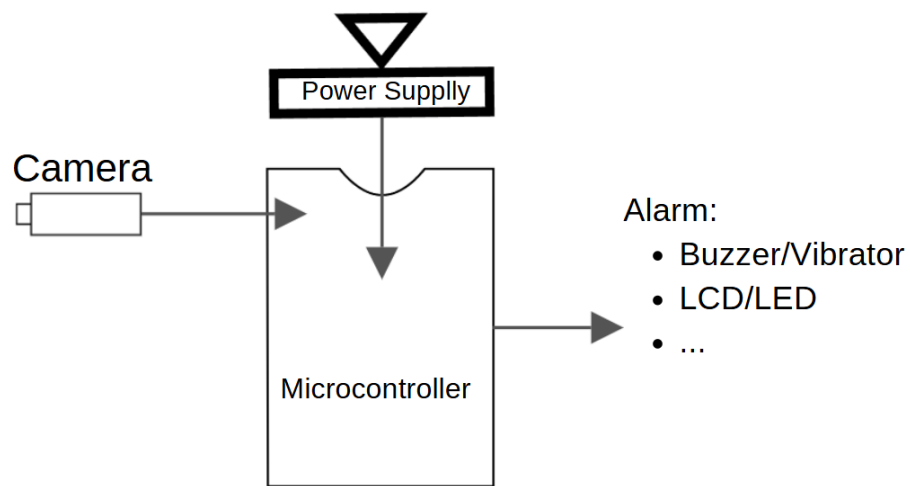 Power Supplly
Camera
Alarm:
• Buzzer/Vibrator
• LCD/LED
• ...
Microcontroller